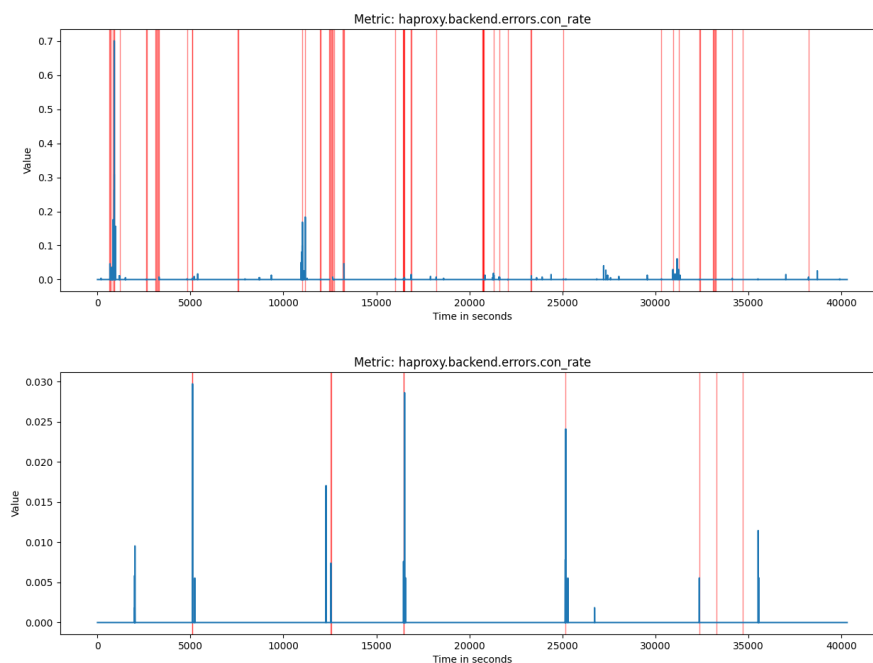 Metric: haproxy.backend.errors.con_rate
0.7
0.6
0.5
0.4
0.3
0.2
0.1
0.0
Value
0 5000 10000 15000 20000 25000 30000 35000 40000
Time in seconds
Metric: haproxy.backend.errors.con_rate
0.030
0.025
0.020
0.015
0.010
0.005
0.000
Value
0 5000 10000 15000 20000 25000 30000 35000 40000
Time in seconds